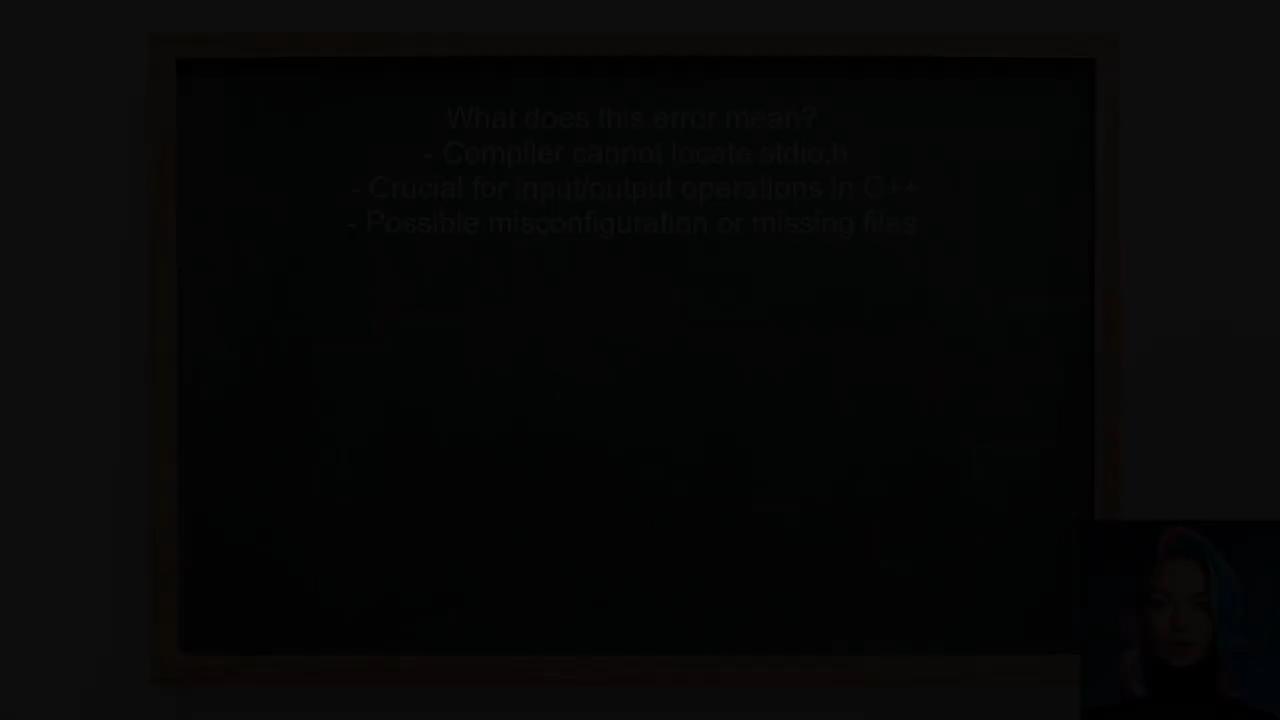 What does this error mean?
- Compiler cannot locate stdio.h
- Crucial for input/output operations in C++
- Possible misconfiguration or missing files